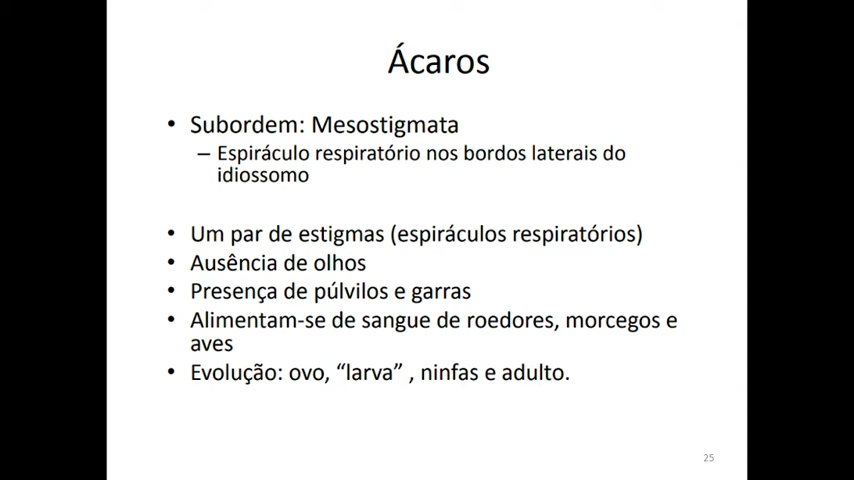 Ácaros
• Subordem: Mesostigmata
– Espiráculo respiratório nos bordos laterais do
idiossomo
• Um par de estigmas (espiráculos respiratórios)
• Ausência de olhos
• Presença de púlvilos e garras
• Alimentam-se de sangue de roedores, morcegos e
aves
• Evolução: ovo, “larva” , ninfas e adulto.
25